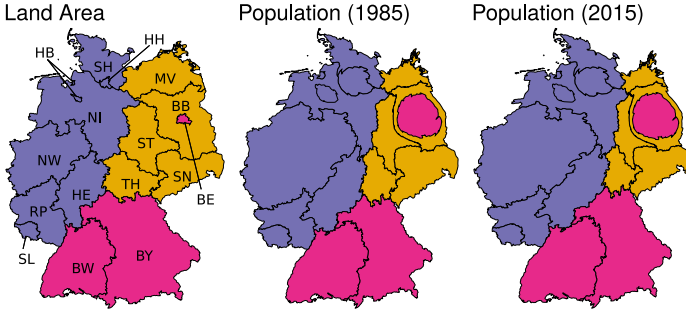 Land Area
Population (1985)
Population (2015)
HB
HH
SH
MV
BB
NI
ST
NW
SN
TH
HE
RP
BE
SL
BW
BY